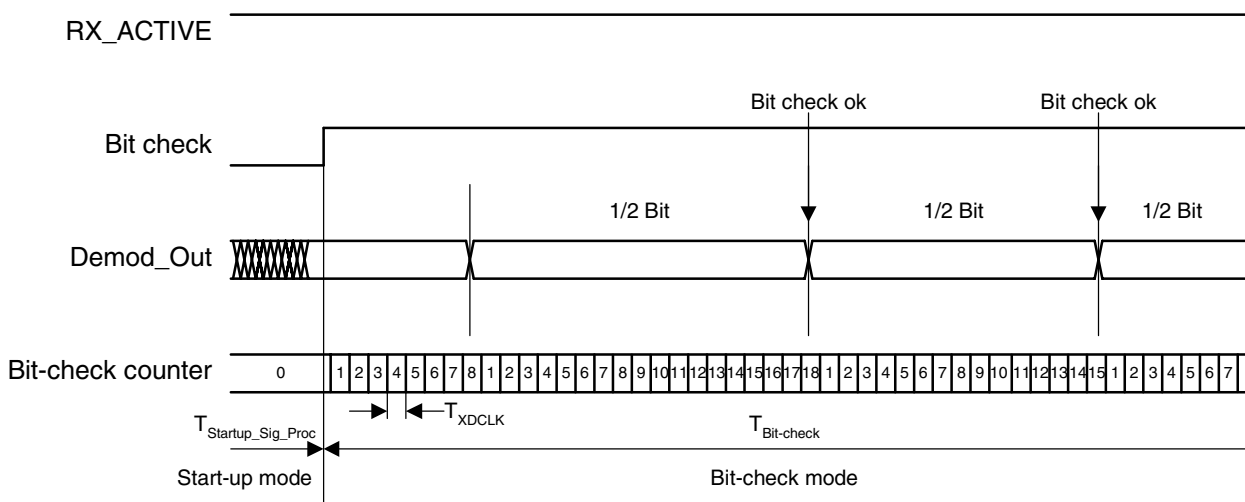 RX_ACTIVE
Bit check ok Bit check ok
Bit check
1/2 Bit 1/2 Bit 1/2 Bit
Demod_Out
Bit-check counter 0 1 2 3 4 5 6 7 8 1 2 3 4 5 6 7 8 9 10 11 12 13 14 15 16 17 18 1 2 3 4 5 6 7 8 9 10 11 12 13 14 15 1 2 3 4 5 6 7
TXDCLK
TStartup_Sig_Proc TBit-check
Start-up mode Bit-check mode